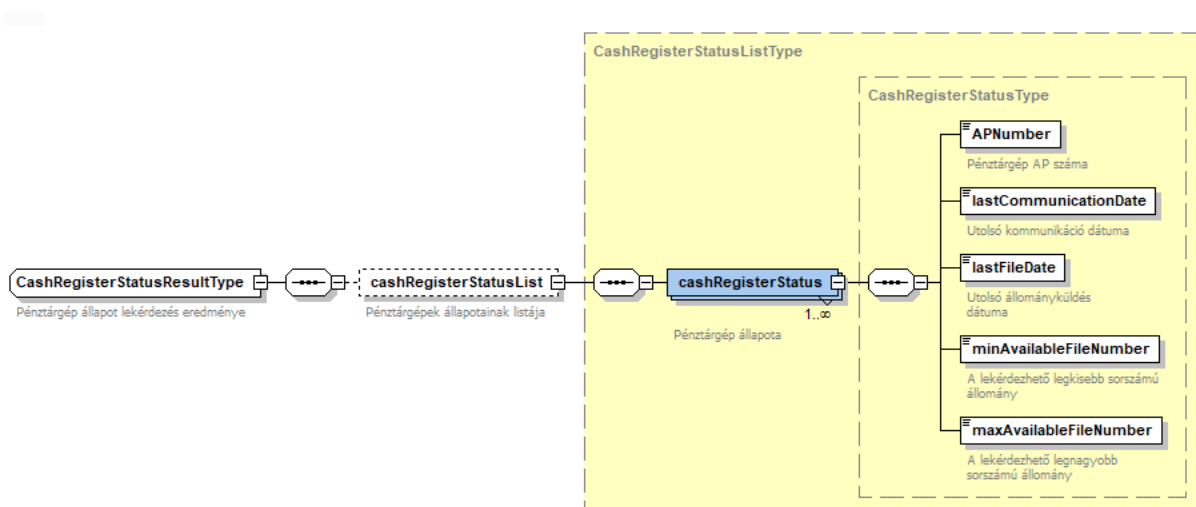 CashRegisterStatusListType
CashRegisterStatusType
APNumber
Pénztárgép AP száma
lastCommunicationDate
Utolsó kommunikáció dátuma
lastFileDate
Utolsó állományküldés
dátuma
CashRegisterStatusResultType
Pénztárgép állapot lekérdezés eredménye
cashRegisterStatusList
Pénztárgépek állapotainak listája
cashRegisterStatus
1..∞
Pénztárgép állapota
minAvailableFileNumber
A lekérdezhető legkisebb sorszámú
állomány
maxAvailableFileNumber
A lekérdezhető legnagyobb
sorszámú állomány